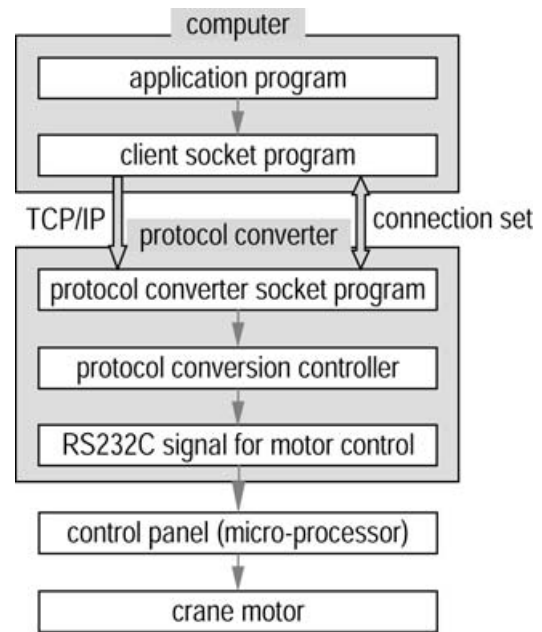 computer
application program
client socket program
TCP/IP
connection set
protocol converter
protocol converter socket program
protocol conversion controller
RS232C signal for motor control
control panel (micro-processor)
crane motor